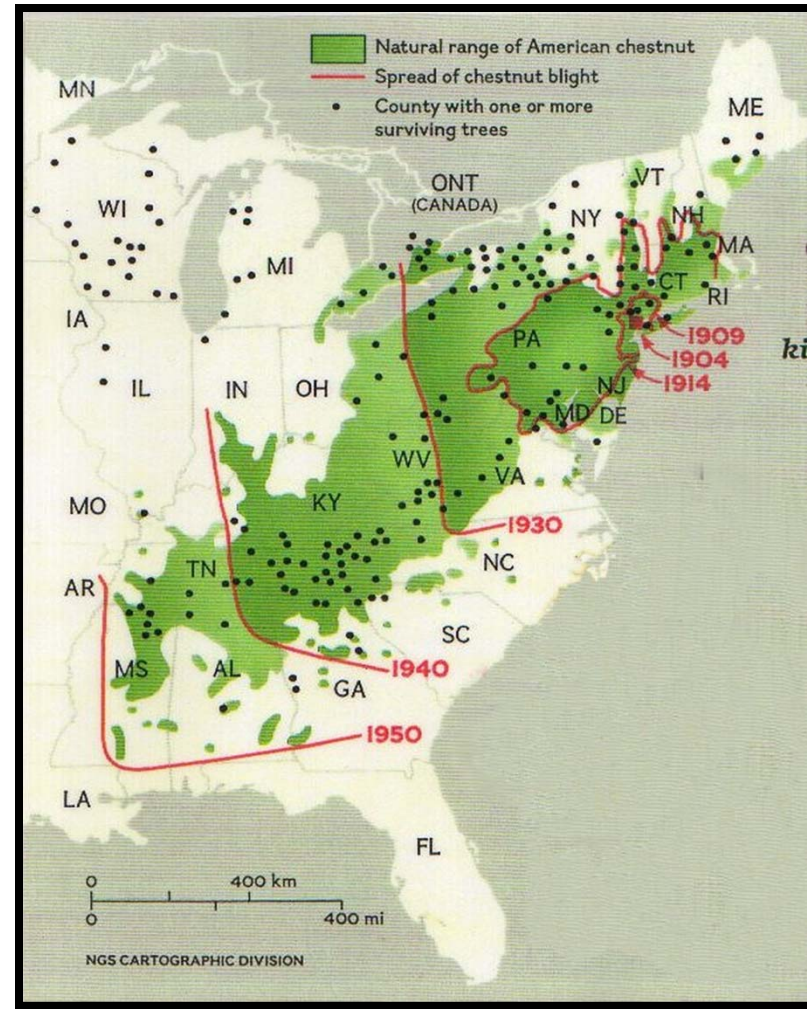 Natural range of American chestnut
Spread of chestnut blight
County with one or more
surviving trees
MN
ME
ONT
(CANADA)
VT
WI
NY
NH
MA
MI
CT
RI
IA
PA
1909
ki
1904
1914
IL
IN
OH
NJ
MD
DE
WV
VA
MO
KY
1930
NC
TN
AR
SC
MS
AL
GA
1940
1950
LA
FL
0
400 km
0
400 mi
NGS CARTOGRAPHIC DIVISION